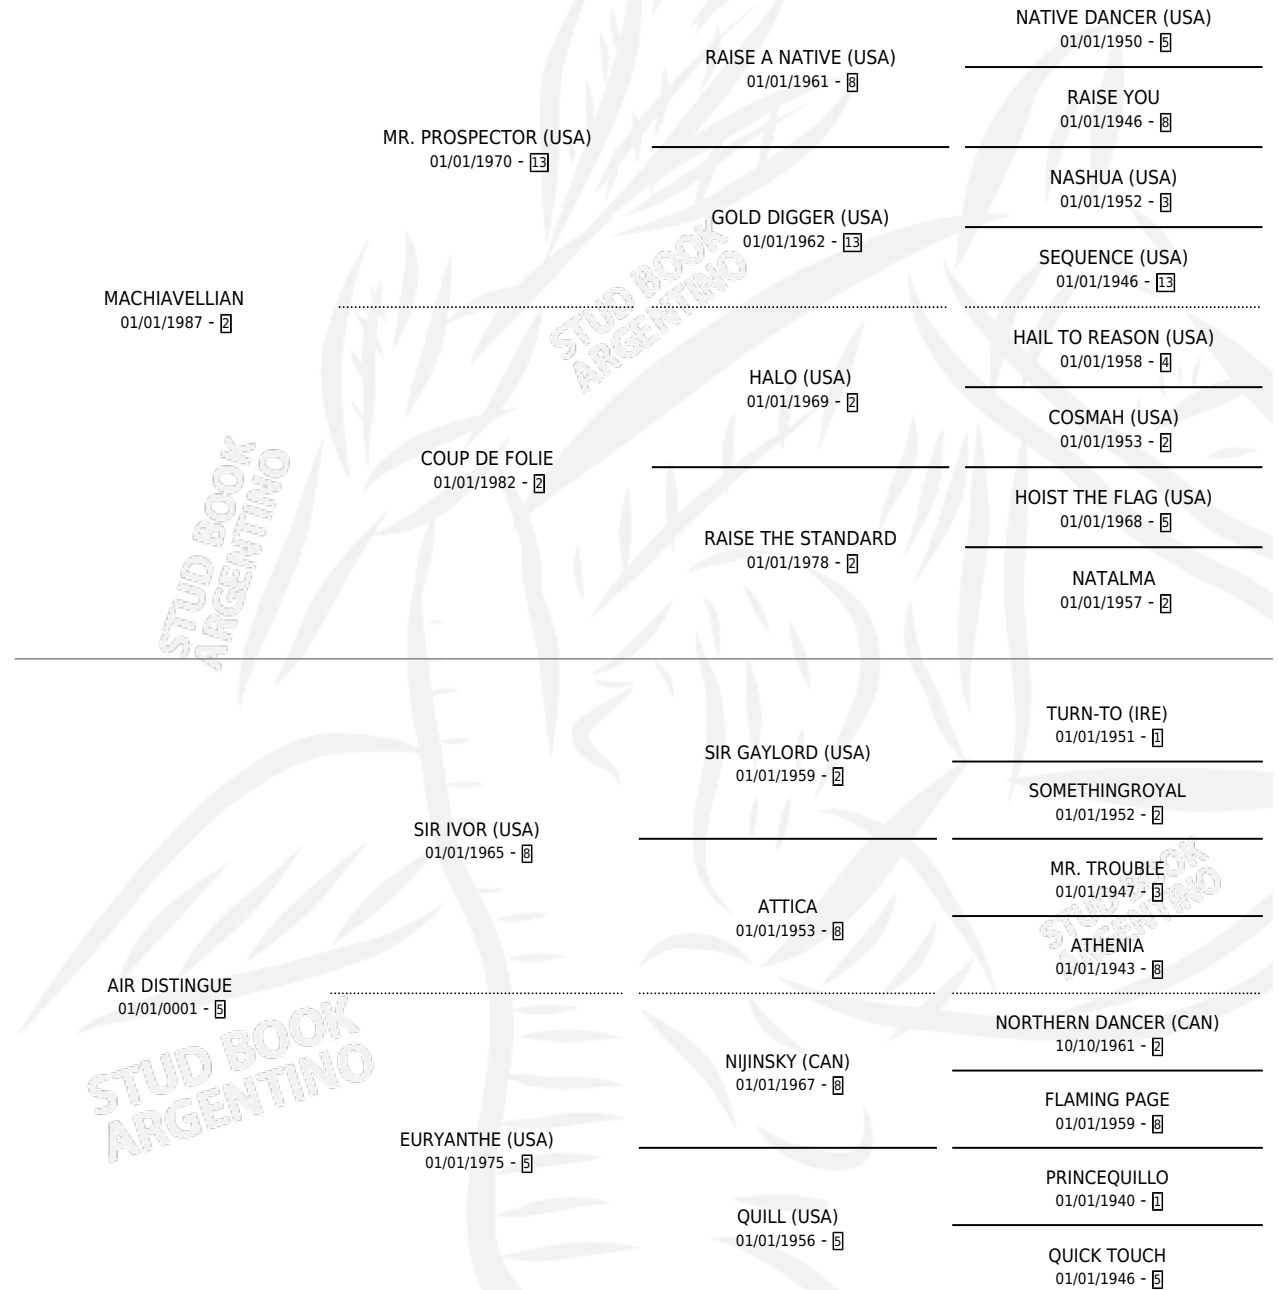 NATIVE DANCER (USA)
01/01/1950 - 5
RAISE A NATIVE (USA)
01/01/1961 - 8
RAISE YOU
01/01/1946 - 8
MR. PROSPECTOR (USA)
01/01/1970 - 13
NASHUA (USA)
01/01/1952 - 3
GOLD DIGGER (USA)
01/01/1962 - 13
SEQUENCE (USA)
01/01/1946 - 13
MACHIAVELLIAN
01/01/1987 - 2
HAIL TO REASON (USA)
01/01/1958 - 4
HALO (USA)
01/01/1969 - 2
COSMAH (USA)
01/01/1953 - 2
COUP DE FOLIE
01/01/1982 - 2
HOIST THE FLAG (USA)
01/01/1968 - 5
RAISE THE STANDARD
01/01/1978 - 2
NATALMA
01/01/1957 - 2
TURN-TO (IRE)
01/01/1951 - 1
SIR GAYLORD (USA)
01/01/1959 - 2
SOMETHINGROYAL
01/01/1952 - 2
SIR IVOR (USA)
01/01/1965 - 8
MR. TROUBLE
01/01/1947 - 3
ATTICA
01/01/1953 - 8
ATHENIA
01/01/1943 - 8
AIR DISTINGUE
01/01/0001 - 5
NORTHERN DANCER (CAN)
10/10/1961 - 2
NIJINSKY (CAN)
01/01/1967 - 8
FLAMING PAGE
01/01/1959 - 8
EURYANTHE (USA)
01/01/1975 - 5
PRINCEQUILLO
01/01/1940 - 1
QUILL (USA)
01/01/1956 - 5
QUICK TOUCH
01/01/1946 - 5
STUD BOOK
ARGENTINO
STUD BOOK
ARGENTINO
STUD BOOK
ARGENTINO
STUD BOOK
ARGENTINO